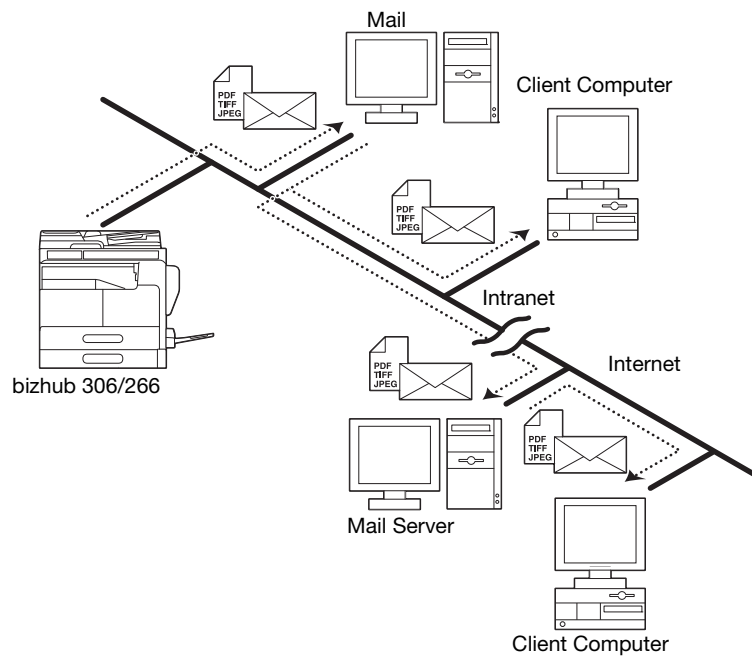 Mail
PDF
TIFF
JPEG
Client Computer
PDF
TIFF
JPEG
Intranet
bizhub 306/266
Internet
PDF
TIFF
JPEG
PDF
TIFF
JPEG
Mail Server
Client Computer